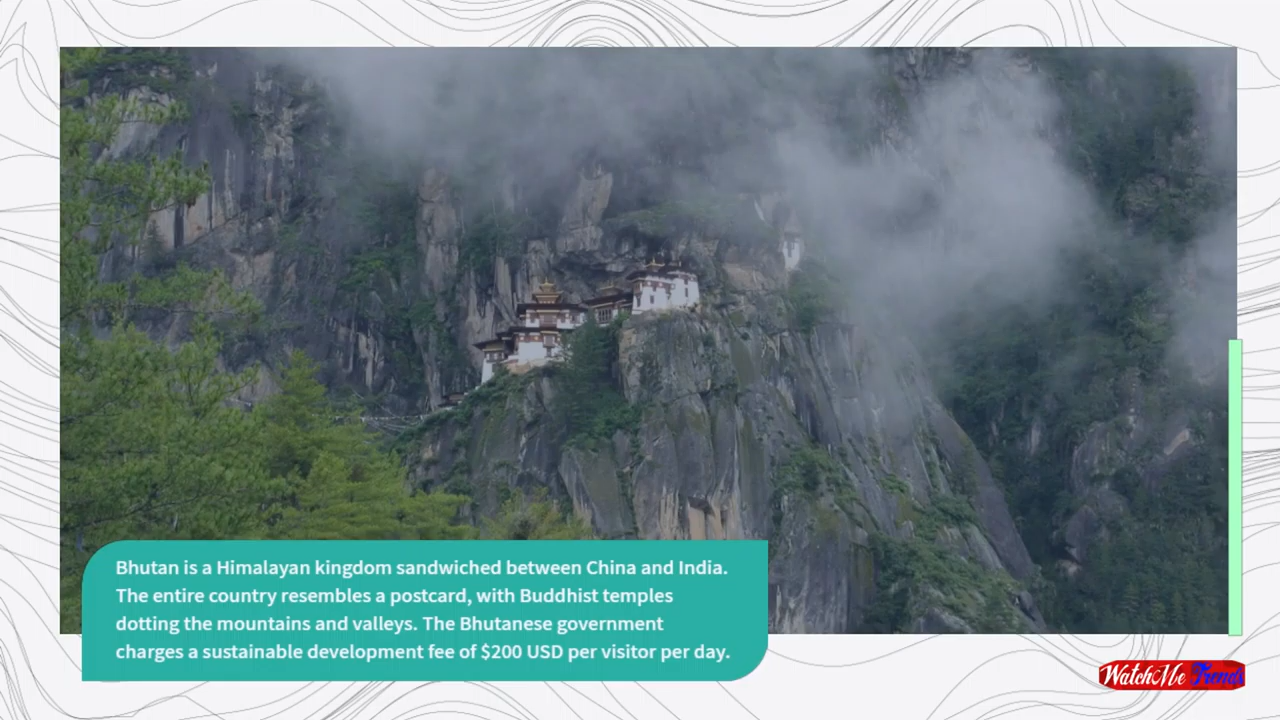 Bhutan is a Himalayan kingdom sandwiched between China and India.
The entire country resembles a postcard, with Buddhist temples
dotting the mountains and valleys. The Bhutanese government
charges a sustainable development fee of $200 USD per visitor per day.
WatchMe Trends